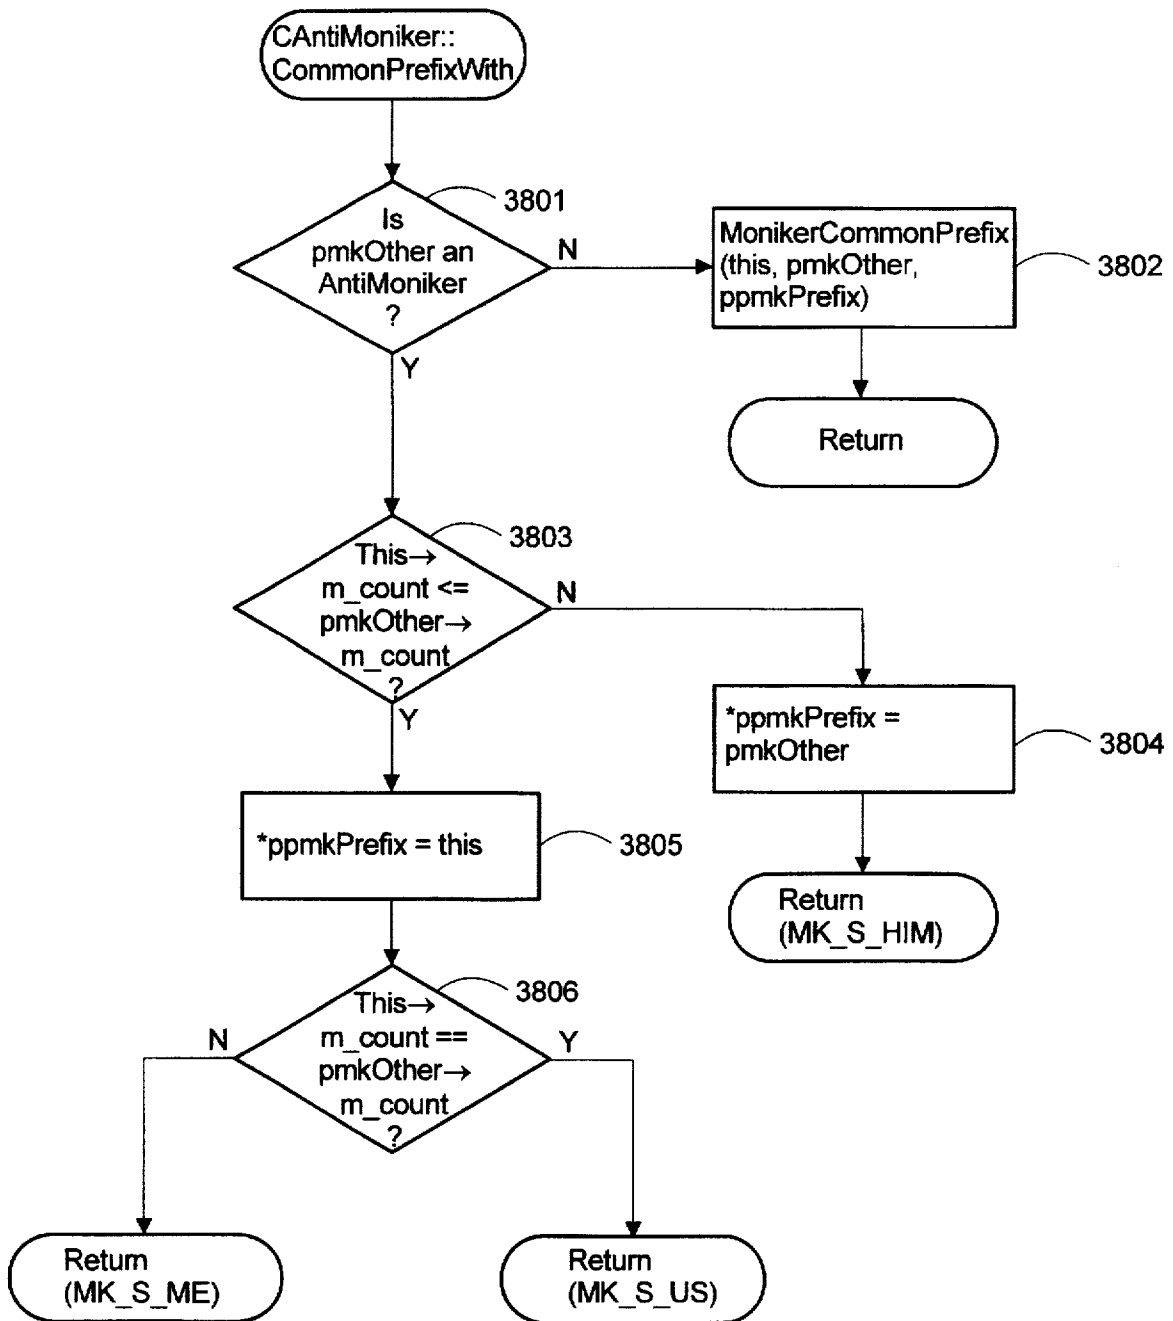 CAntiMoniker::
CommonPrefixWith
3801
Is
pmkOther an
AntiMoniker
?
N
Y
MonikerCommonPrefix
(this, pmkOther,
ppmkPrefix)
3802
Return
3803
This→
m_count <=
pmkOther→
m_count
?
N
Y
*ppmkPrefix =
pmkOther
3804
*ppmkPrefix = this
3805
Return
(MK_S_HIM)
3806
This→
m_count ==
pmkOther→
m_count
?
N
Y
Return
(MK_S_ME)
Return
(MK_S_US)